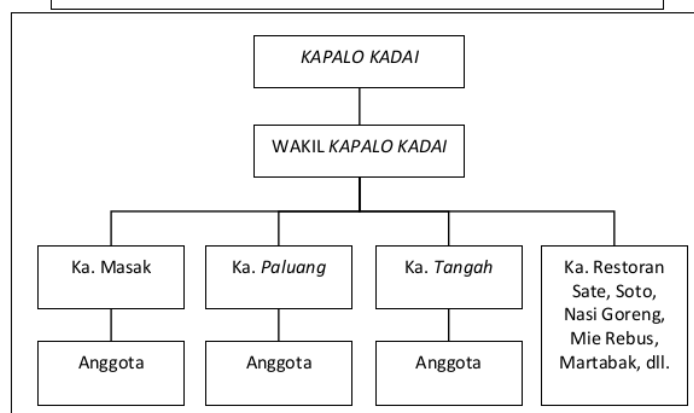 KAPALO KADAI
WAKIL KAPALO KADAI
Ka. Masak
Ka. Paluang
Ka. Tangah
Ka. Restoran
Sate, Soto,
Nasi Goreng,
Mie Rebus,
Martabak, dll.
Anggota
Anggota
Anggota